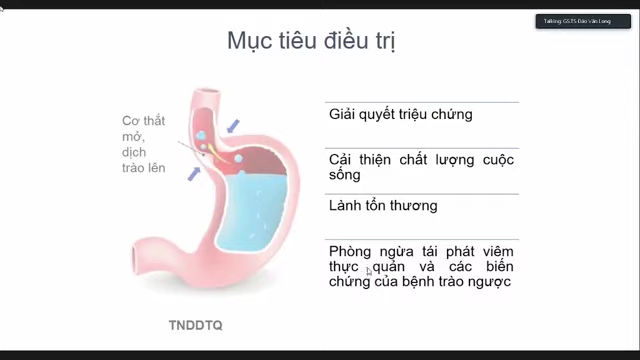 Talking: GS.TS Đào Văn Long
Mục tiêu điều trị
Cơ thắt
mở,
dịch
trào lên
Giải quyết triệu chứng
Cải thiện chất lượng cuộc
sống
Lành tổn thương
Phòng ngừa tái phát viêm
thực quản và các biến
chứng của bệnh trào ngược
TNDDTQ